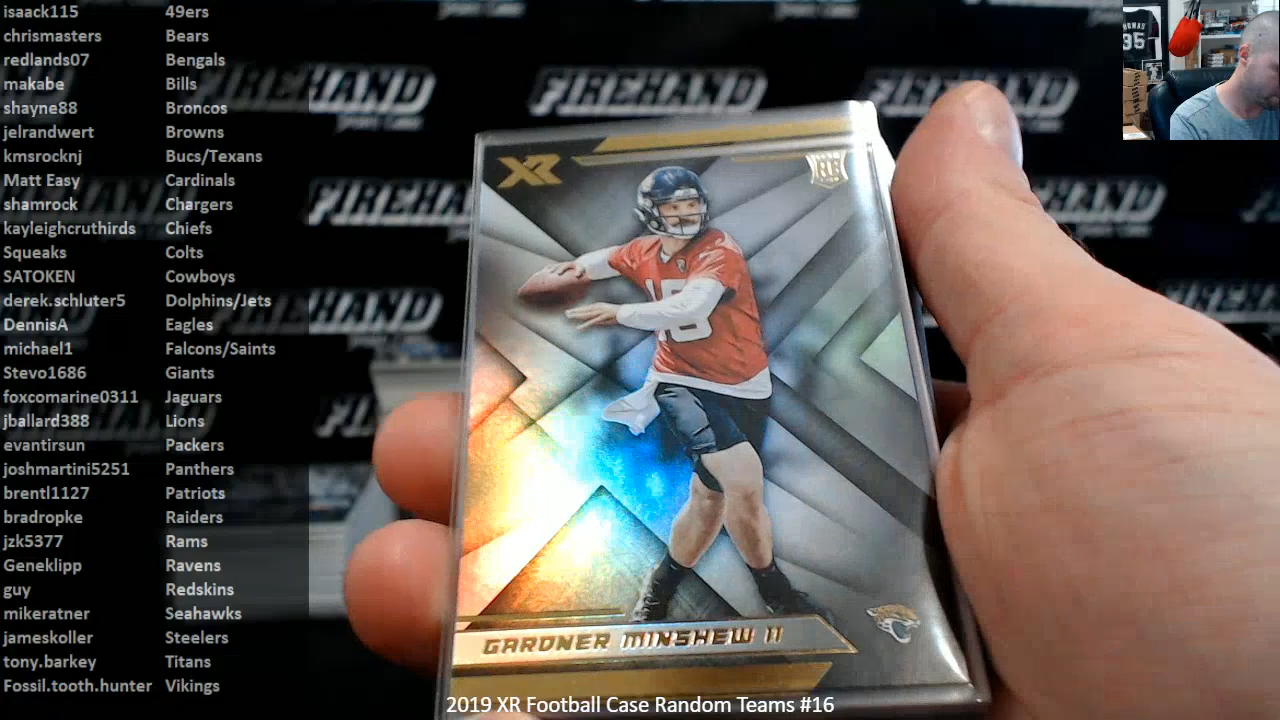 isaack115 49ers
chrismasters Bears
redlands07 Bengals
makabe Bills
shayne88 Broncos
jelrandwert Browns
kmsrocknj Bucs/Texans
Matt Easy Cardinals
shamrock Chargers
kayleighcruthirds Chiefs
Squeaks Colts
SATOKEN Cowboys
derek.schluter5 Dolphins/Jets
DennisA Eagles
michael1 Falcons/Saints
Stevo1686 Giants
foxcomarine0311 Jaguars
jballard388 Lions
evantirsun Packers
joshmartini5251 Panthers
brentl1127 Patriots
bradropke Raiders
jzk5377 Rams
Geneklipp Ravens
guy Redskins
mikeratner Seahawks
jameskoller Steelers
tony.barkey Titans
Fossil.tooth.hunter Vikings
FIREHAND FIREHAND FIREHAND
FIREHAND
XR
GARDNER MINSHEW II
2019 XR Football Case Random Teams #16